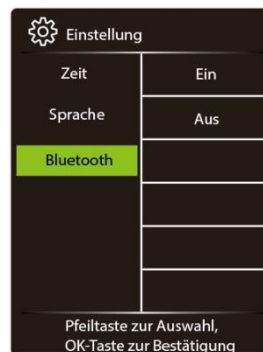 Einstellung
Zeit
Ein
Sprache
Aus
Bluetooth
Pfeiltaste zur Auswahl,
OK-Taste zur Bestätigung